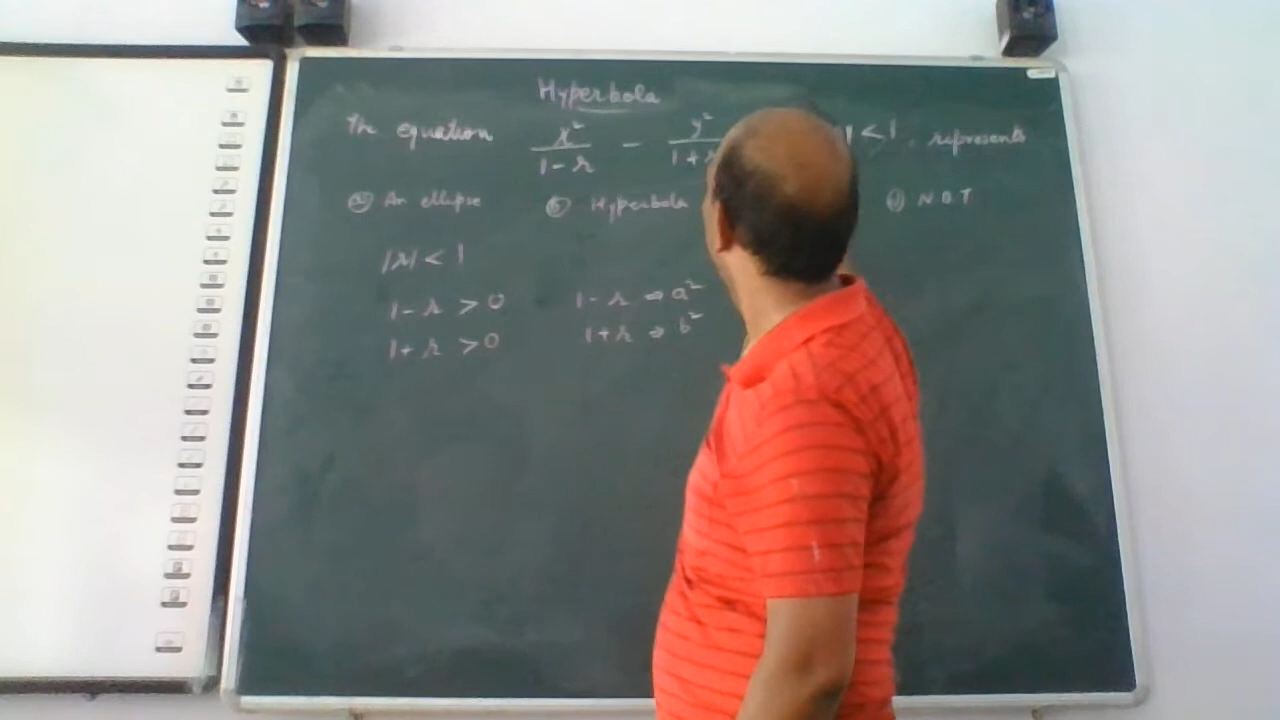 Hyperbola
The equation x²/1-r - y²/1+r < 1, represents
(a) An ellipse (b) Hyperbola (d) N O T
|r| < 1
1-r > 0 1-r ⇒ a²
1+r > 0 1+r ⇒ b²